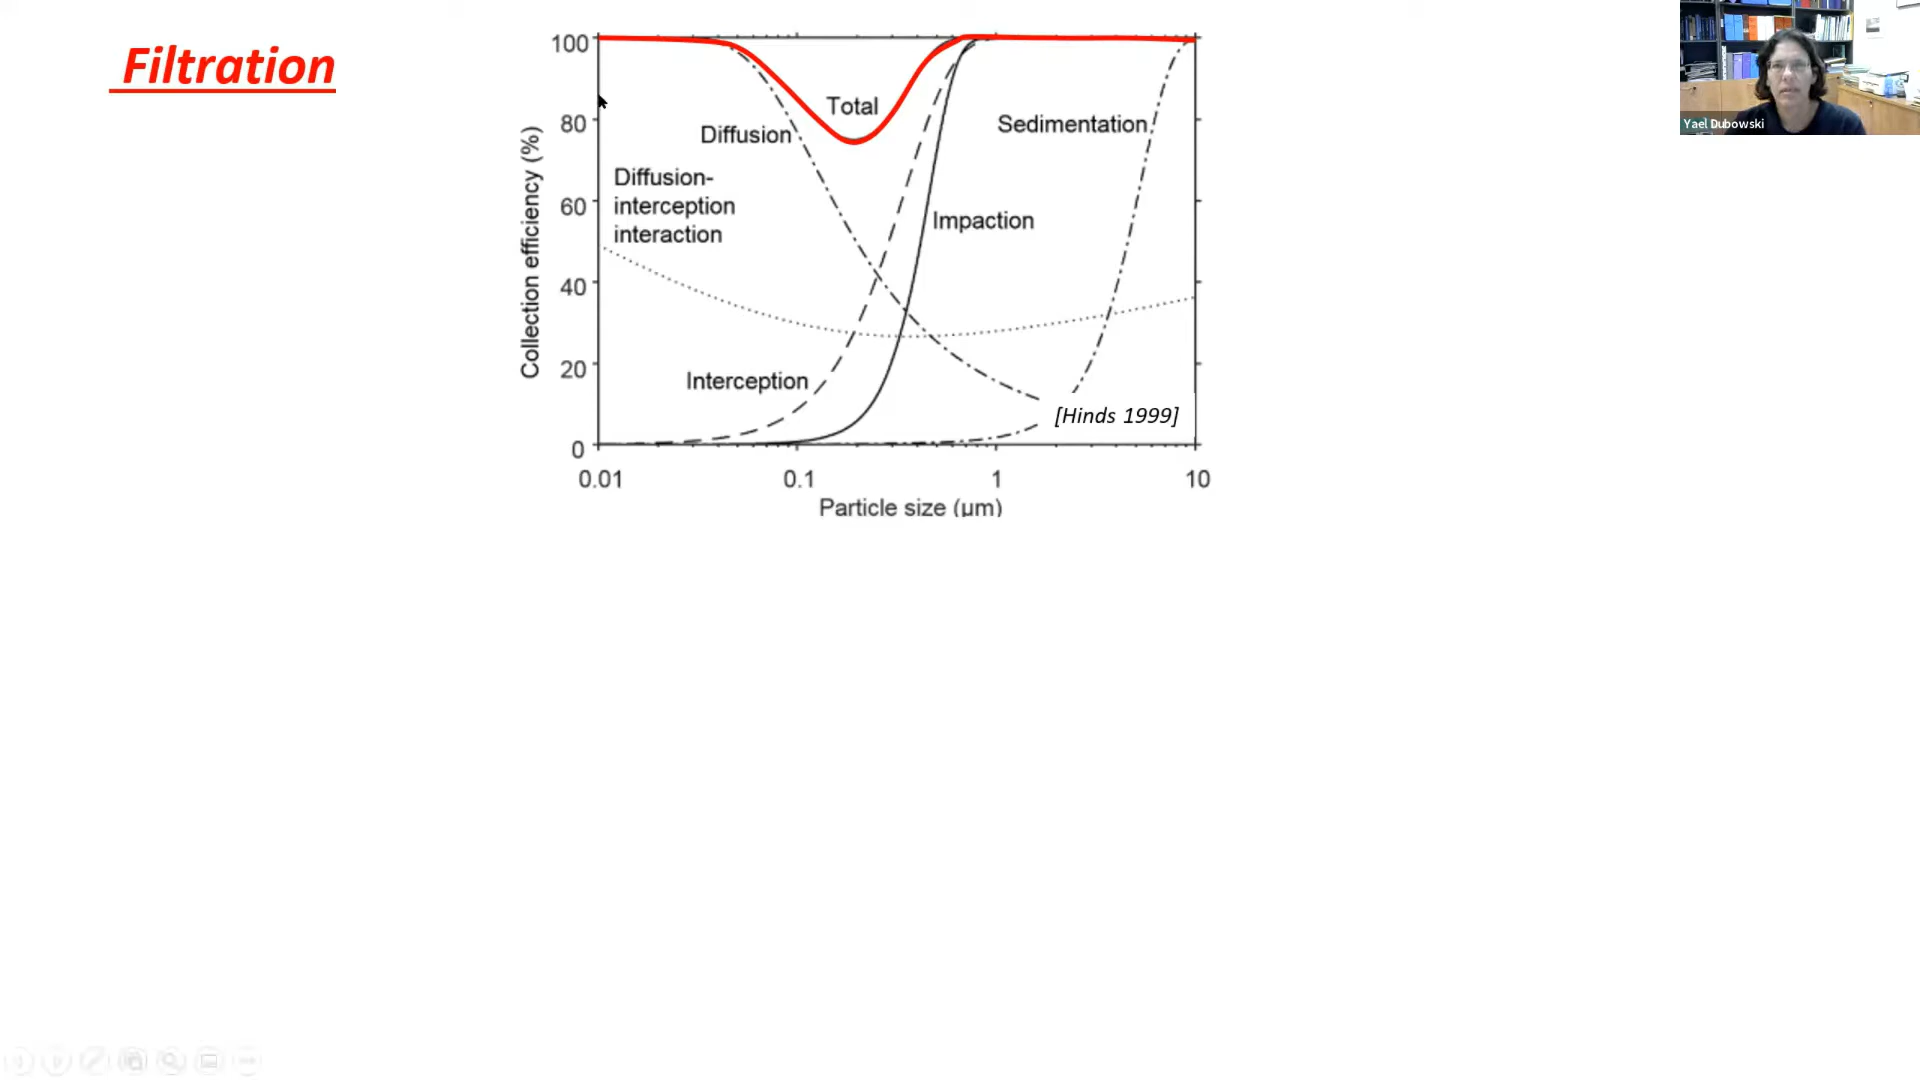 Filtration
Yael Dubowski
Collection efficiency (%)
100
80
60
40
20
0
Total
Diffusion
Sedimentation
Diffusion-
interception
interaction
Impaction
Interception
[Hinds 1999]
0.01
0.1
1
10
Particle size (µm)